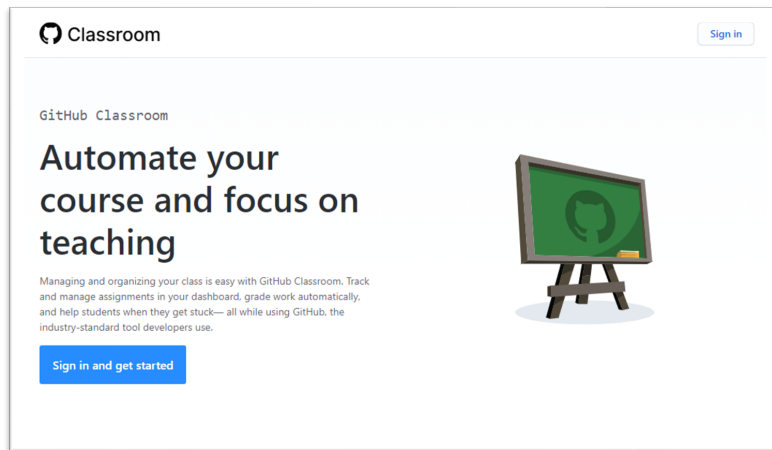 Classroom
Sign in
GitHub Classroom
Automate your
course and focus on
teaching
Managing and organizing your class is easy with GitHub Classroom. Track
and manage assignments in your dashboard, grade work automatically,
and help students when they get stuck— all while using GitHub, the
industry-standard tool developers use.
Sign in and get started